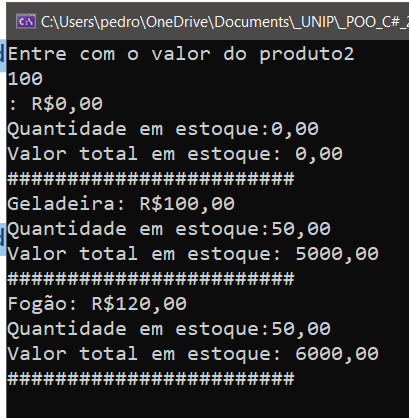 C:\Users\pedro\OneDrive\Documents\_UNIP\_POO_C#_2
Entre com o valor do produto2
100
: R$0,00
Quantidade em estoque:0,00
Valor total em estoque: 0,00
########################
Geladeira: R$100,00
Quantidade em estoque:50,00
Valor total em estoque: 5000,00
########################
Fogão: R$120,00
Quantidade em estoque:50,00
Valor total em estoque: 6000,00
########################